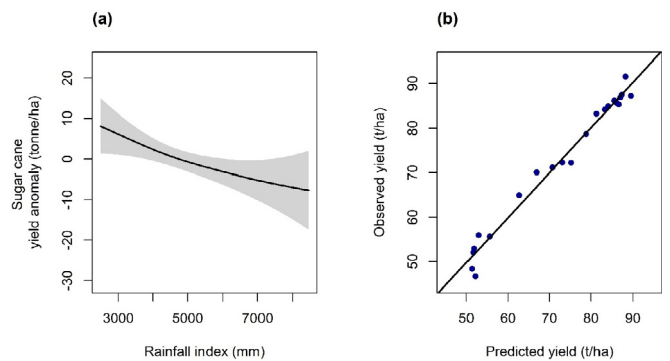 (a)
Sugar cane
yield anomaly (tonne/ha)
20
10
0
-10
-20
-30
3000
5000
7000
Rainfall index (mm)
(b)
Observed yield (t/ha)
90
80
70
60
50
50
60
70
80
90
Predicted yield (t/ha)